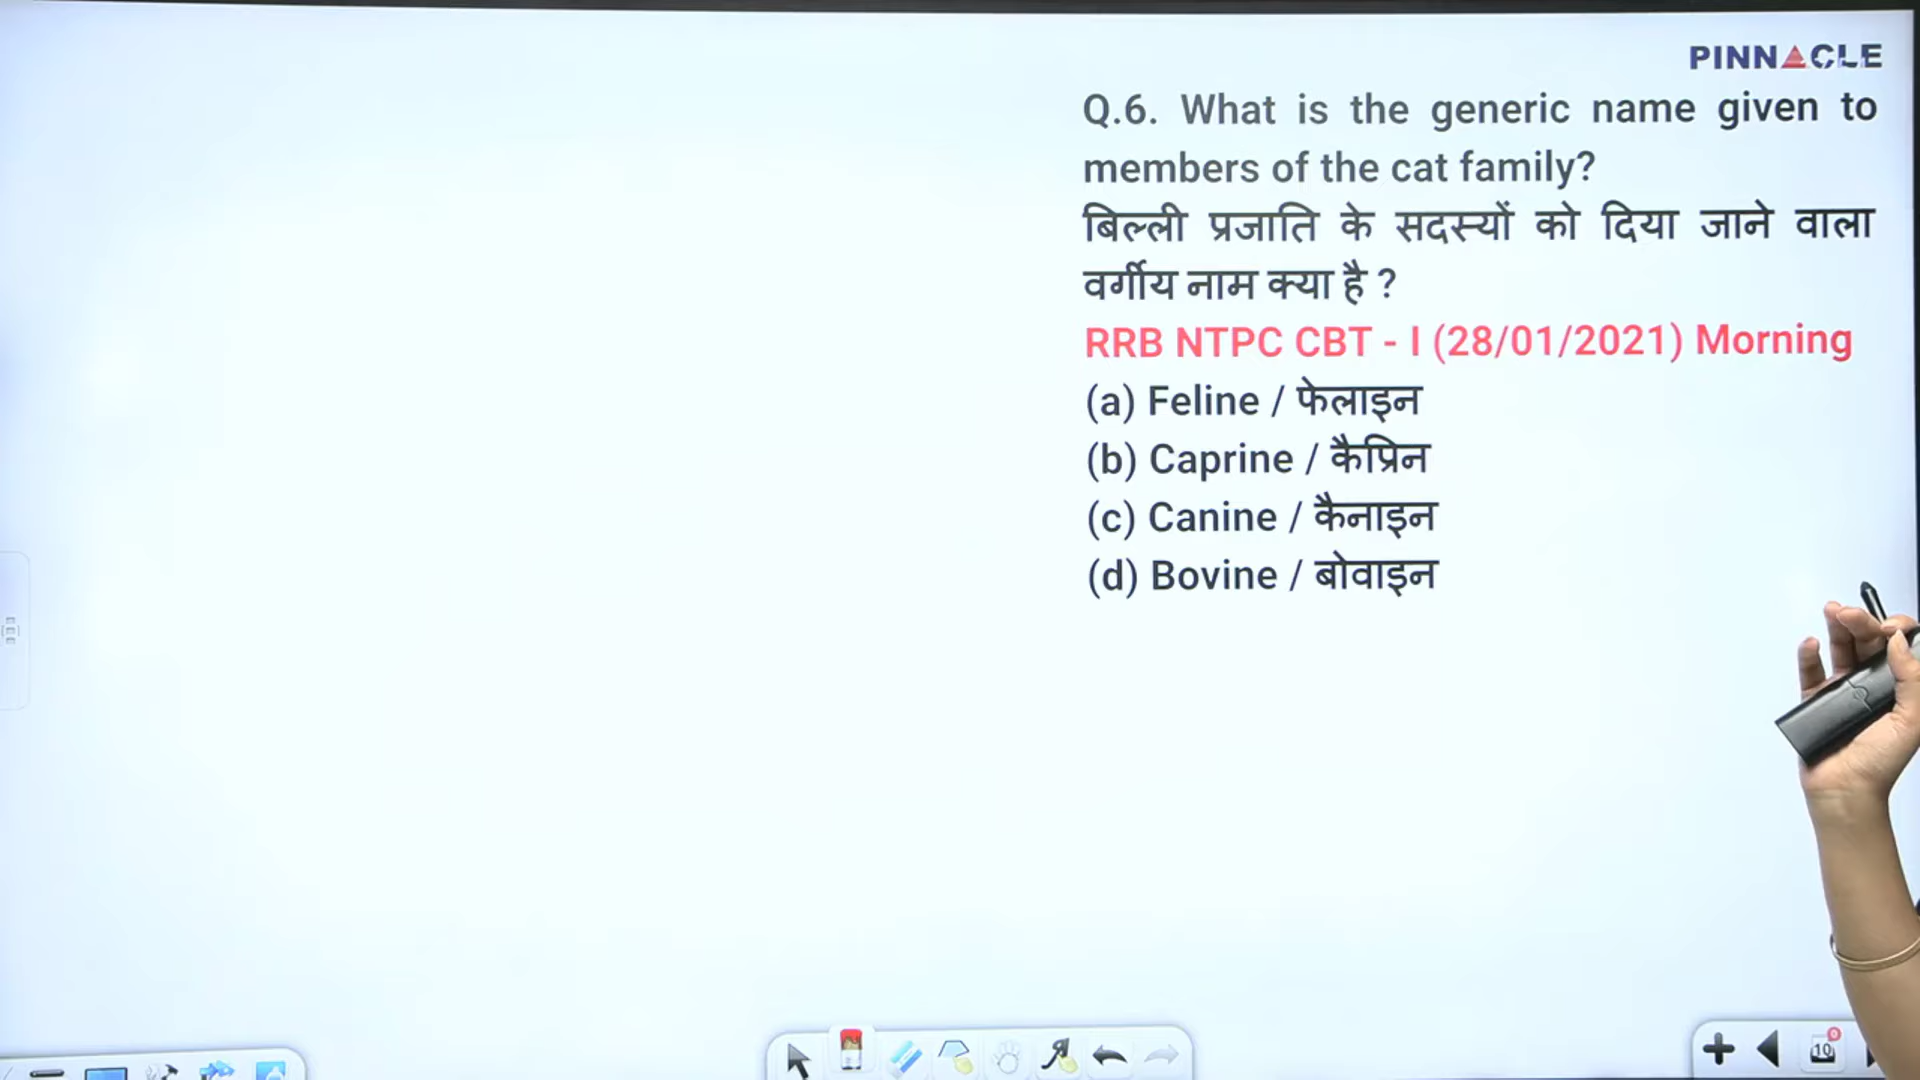 PINNACLE
Q.6. What is the generic name given to
members of the cat family?
बिल्ली प्रजाति के सदस्यों को दिया जाने वाला
वर्गीय नाम क्या है ?
RRB NTPC CBT - I (28/01/2021) Morning
(a) Feline / फेलाइन
(b) Caprine / कैप्रिन
(c) Canine / कैनाइन
(d) Bovine / बोवाइन
10